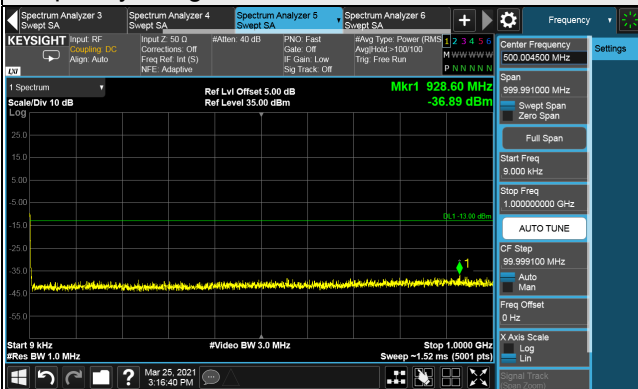 Spectrum Analyzer 3
Swept SA
Spectrum Analyzer 4
Swept SA
Spectrum Analyzer 5
Swept SA
Spectrum Analyzer 6
Swept SA
Frequency
KEYSIGHT
Input: RF
Coupling: DC
Align: Auto
Input Z: 50 Ω
Corrections: Off
Freq Ref: Int (S)
NFE: Adaptive
#Atten: 40 dB
PNO: Fast
Gate: Off
IF Gain: Low
Sig Track: Off
#Avg Type: Power (RMS
Avg|Hold >100/100
Trig: Free Run
1 2 3 4 5 6
M W W W W W
P N N N N N
LXI
1 Spectrum
Scale/Div 10 dB
Log
Ref Lvl Offset 5.00 dB
Ref Level 35.00 dBm
Mkr1 928.60 MHz
-36.89 dBm
25.0
15.0
5.00
-5.00
-15.0
-25.0
-35.0
-45.0
-55.0
DL1 -13.00 dBm
1
Start 9 kHz
#Res BW 1.0 MHz
#Video BW 3.0 MHz
Stop 1.0000 GHz
Sweep ~1.52 ms (5001 pts)
?
Mar 25, 2021
3:16:40 PM
Center Frequency
500.004500 MHz
Span
999.991000 MHz
Swept Span
Zero Span
Full Span
Start Freq
9.000 kHz
Stop Freq
1.000000000 GHz
AUTO TUNE
CF Step
99.999100 MHz
Auto
Man
Freq Offset
0 Hz
X Axis Scale
Log
Lin
Signal Track
(Span Zoom)
Settings